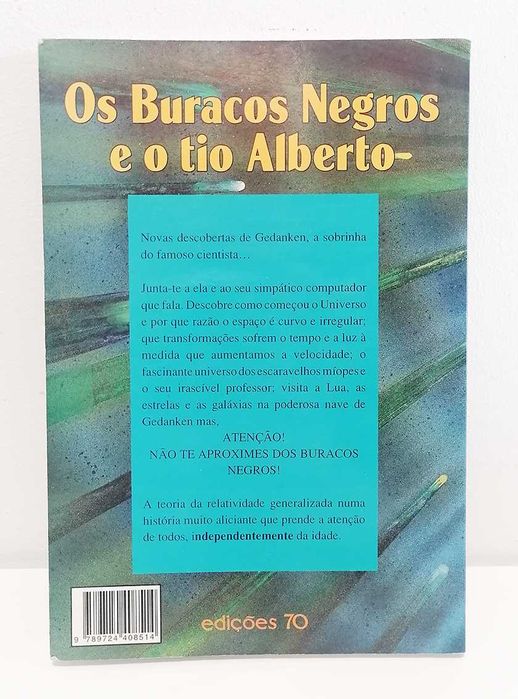 Os Buracos Negros
e o tio Alberto-
Novas descobertas de Gedanken, a sobrinha
do famoso cientista...
Junta-te a ela e ao seu simpático computador
que fala. Descobre como começou o Universo
e por que razão o espaço é curvo e irregular;
que transformações sofrem o tempo e a luz à
medida que aumentamos a velocidade; o
fascinante universo dos escaravelhos míopes e
o seu irascível professor; visita a Lua, as
estrelas e as galáxias na poderosa nave de
Gedanken mas,
ATENÇÃO!
NÃO TE APROXIMES DOS BURACOS
NEGROS!
A teoria da relatividade generalizada numa
história muito aliciante que prende a atenção
de todos, independentemente da idade.
9 789724 408514
edições 70